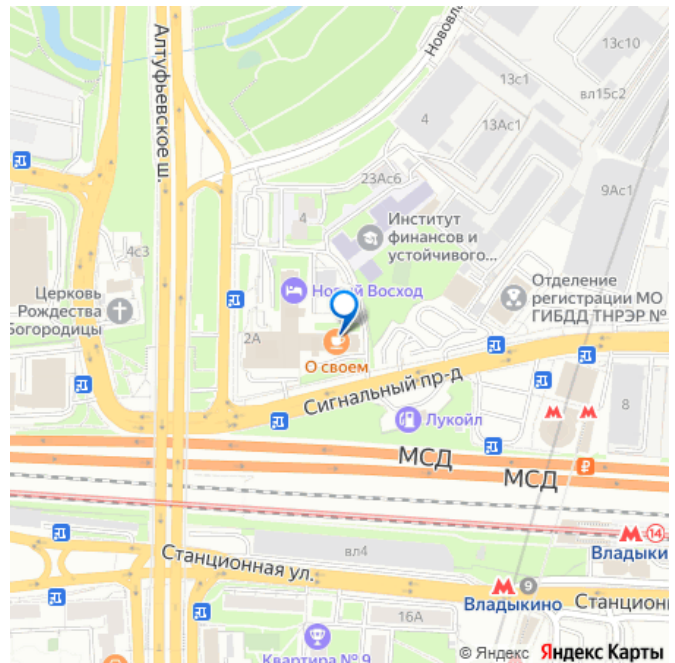 Алтуфьевское ш.
Нововла
13с10
13с1
вл15с2
4
13Ас1
23Ас6
9Ас1
4
Институт
финансов и
устойчивого...
4с3
Новый Восход
Отделение
регистрации МО
ГИБДД ТНРЭР №
Церковь
Рождества
Богородицы
2А
О своем
Сигнальный пр-д
Лукойл
8
МСД
МСД
14
Владыки
вл4
Станционная ул.
9
Владыкино
Станционн
16А
Квартира № 9
© Яндекс Яндекс Карты